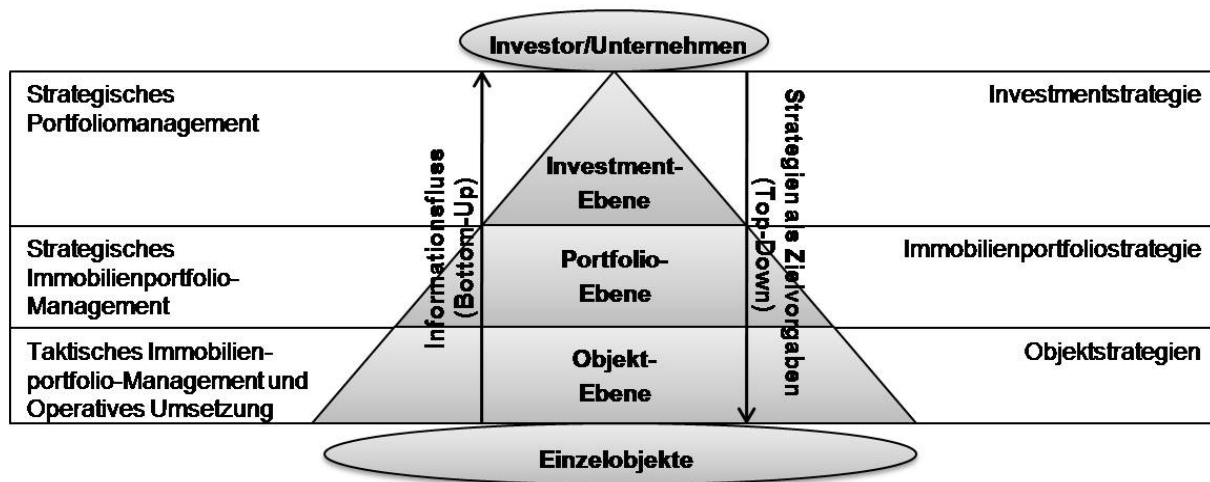 Investor/Unternehmen
Strategisches
Portfoliomanagement
Informationsfluss
(Bottom-Up)
Investment-
Ebene
Strategien als Zielvorgaben
(Top-Down)
Investmentstrategie
Strategisches
Immobilienportfolio-
Management
Portfolio-
Ebene
Immobilienportfoliostrategie
Taktisches Immobilien-
portfolio-Management und
Operatives Umsetzung
Objekt-
Ebene
Objektstrategien
Einzelobjekte